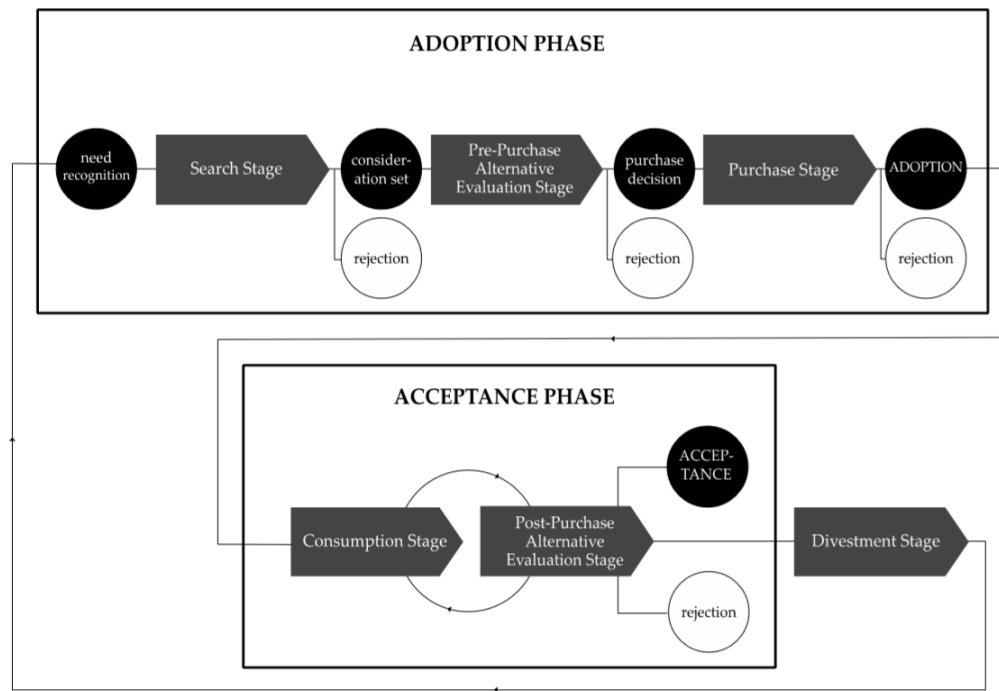 ADOPTION PHASE
need
recognition
Search Stage
consider-
ation set
Pre-Purchase
Alternative
Evaluation Stage
purchase
decision
Purchase Stage
ADOPTION
rejection
rejection
rejection
ACCEPTANCE PHASE
ACCEP-
TANCE
Consumption Stage
Post-Purchase
Alternative
Evaluation Stage
Divestment Stage
rejection